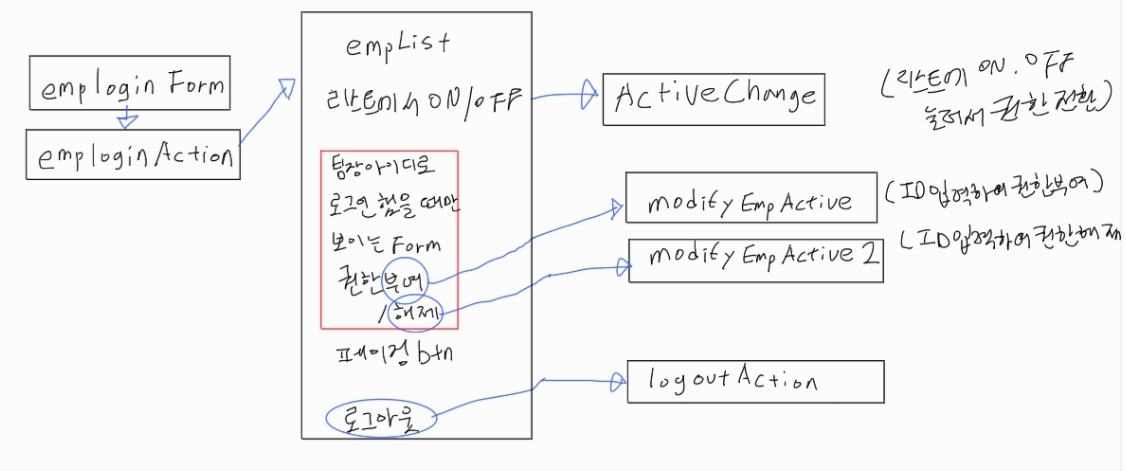 emplogin Form
emplogin Action
empList
리스트에서 ON/OFF
팀장아이디로
로그인 했을 때만
보이는 Form
권한부여
/해제
페이징 btn
로그아웃
ActiveChange
(리스트에 ON.OFF
눌러서 권한전환)
modify Emp Active
(ID입력하여 권한부여)
modify Emp Active 2
(ID입력하여 권한해제
logout Action